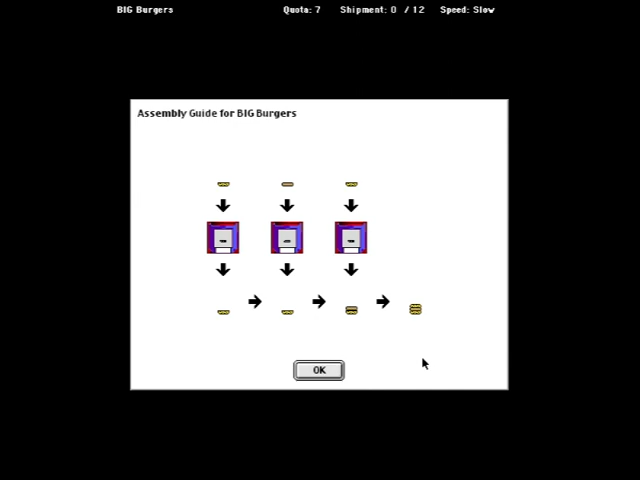 BIG Burgers Quota: 7 Shipment: 0 / 12 Speed: Slow
Assembly Guide for BIG Burgers
OK